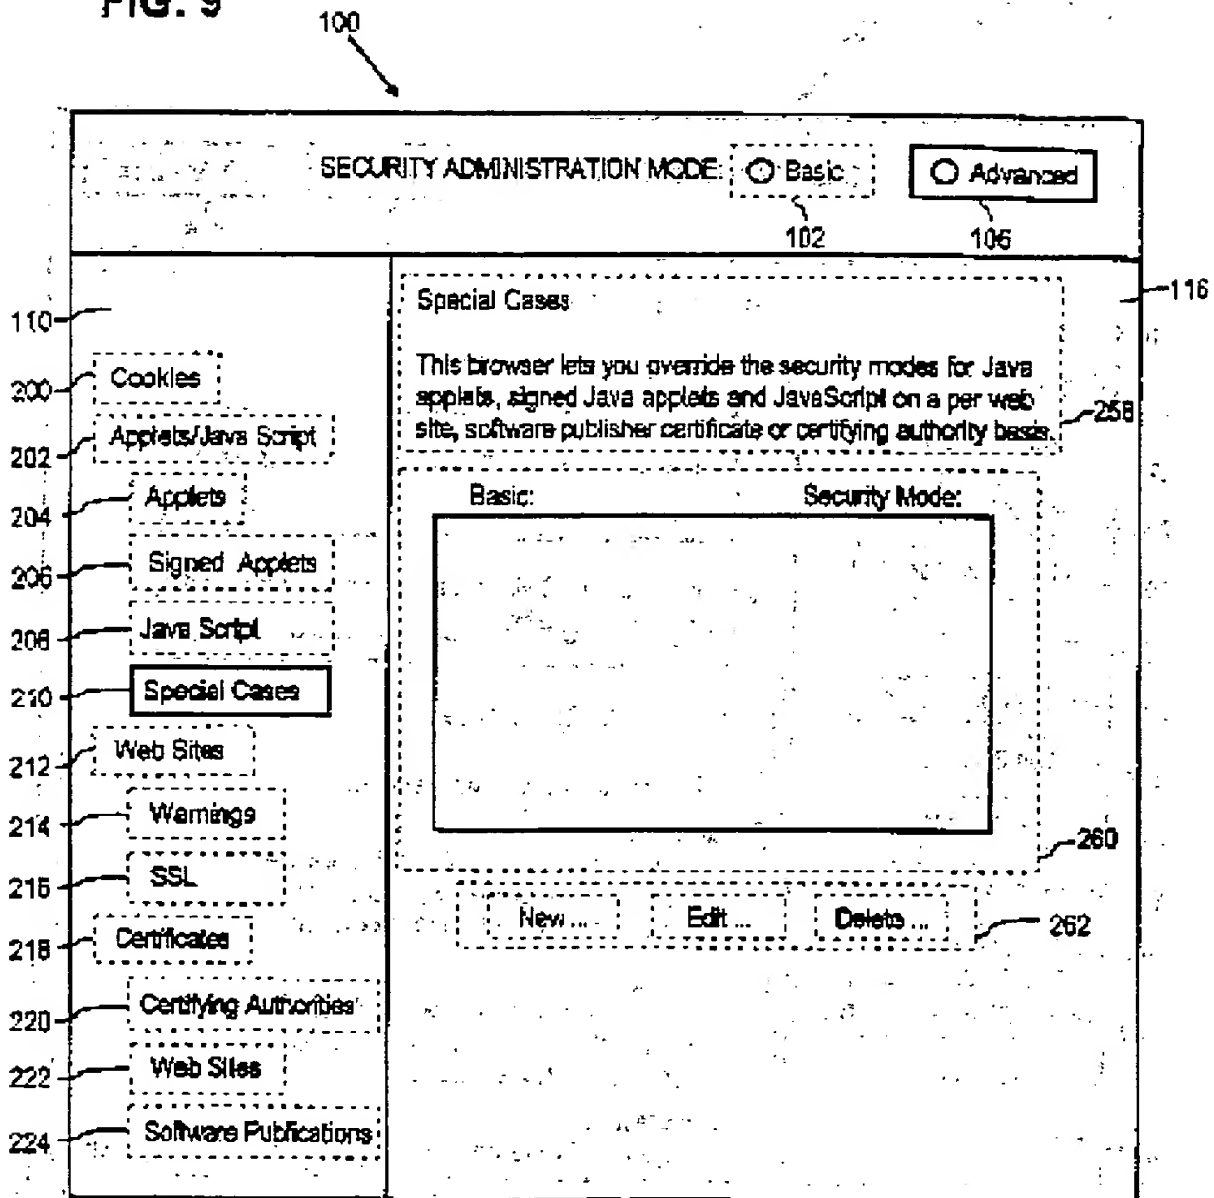 FIG. 9
100
SECURITY ADMINISTRATION MODE: Basic Advanced
102 106
116
110
Special Cases
This browser lets you override the security modes for Java
applets, signed Java applets and JavaScript on a per web
site, software publisher certificate or certifying authority basis.
258
200 Cookies
202 Applets/Java Script
204 Applets
206 Signed Applets
208 Java Script
210 Special Cases
212 Web Sites
214 Warnings
216 SSL
218 Certificates
220 Certifying Authorities
222 Web Sites
224 Software Publications
Basic: Security Mode:
260
New ... Edit ... Delete ...
262